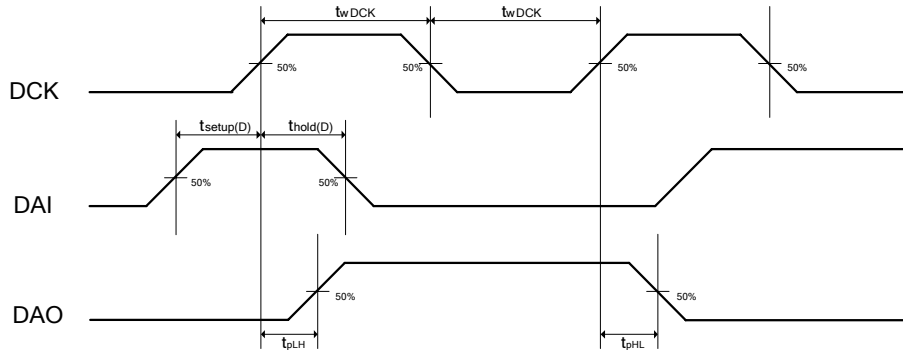 twDCK twDCK
50% 50% 50% 50%
DCK
tsetup(D) thold(D)
50% 50%
DAI
50% 50%
DAO
tpLH tpHL